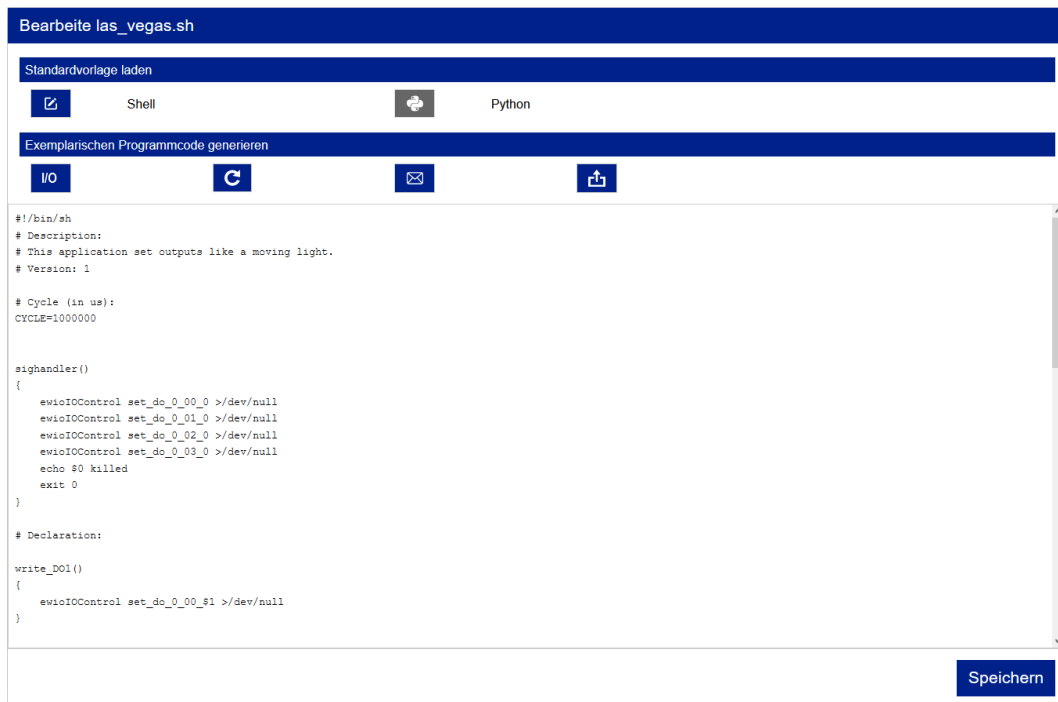 Bearbeite las_vegas.sh
Standardvorlage laden
Shell
Python
Exemplarischen Programmcode generieren
I/O
#!/bin/sh
# Description:
# This application set outputs like a moving light.
# Version: 1
# Cycle (in us):
CYCLE=1000000
sighandler()
{
    ewioIOControl set_do_0_00_0 >/dev/null
    ewioIOControl set_do_0_01_0 >/dev/null
    ewioIOControl set_do_0_02_0 >/dev/null
    ewioIOControl set_do_0_03_0 >/dev/null
    echo $0 killed
    exit 0
}
# Declaration:
write_DO1()
{
    ewioIOControl set_do_0_00_$1 >/dev/null
}
Speichern